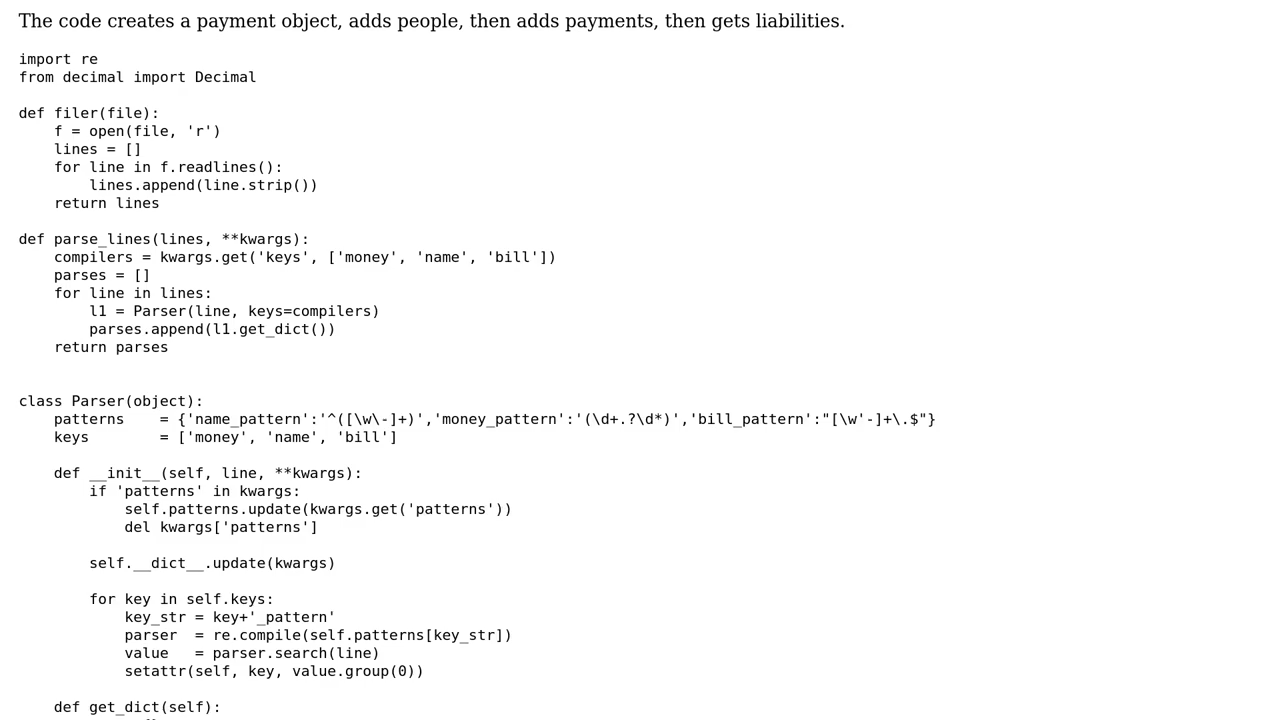 The code creates a payment object, adds people, then adds payments, then gets liabilities.
import re
from decimal import Decimal
def filer(file):
    f = open(file, 'r')
    lines = []
    for line in f.readlines():
        lines.append(line.strip())
    return lines
def parse_lines(lines, **kwargs):
    compilers = kwargs.get('keys', ['money', 'name', 'bill'])
    parses = []
    for line in lines:
        l1 = Parser(line, keys=compilers)
        parses.append(l1.get_dict())
    return parses
class Parser(object):
    patterns    = {'name_pattern':'^([\w\-]+)','money_pattern':'(\d+.?\d*)','bill_pattern':"[\w'-]+\.$"}
    keys        = ['money', 'name', 'bill']
    def __init__(self, line, **kwargs):
        if 'patterns' in kwargs:
            self.patterns.update(kwargs.get('patterns'))
            del kwargs['patterns']
        self.__dict__.update(kwargs)
        for key in self.keys:
            key_str = key+'_pattern'
            parser  = re.compile(self.patterns[key_str])
            value   = parser.search(line)
            setattr(self, key, value.group(0))
    def get_dict(self):